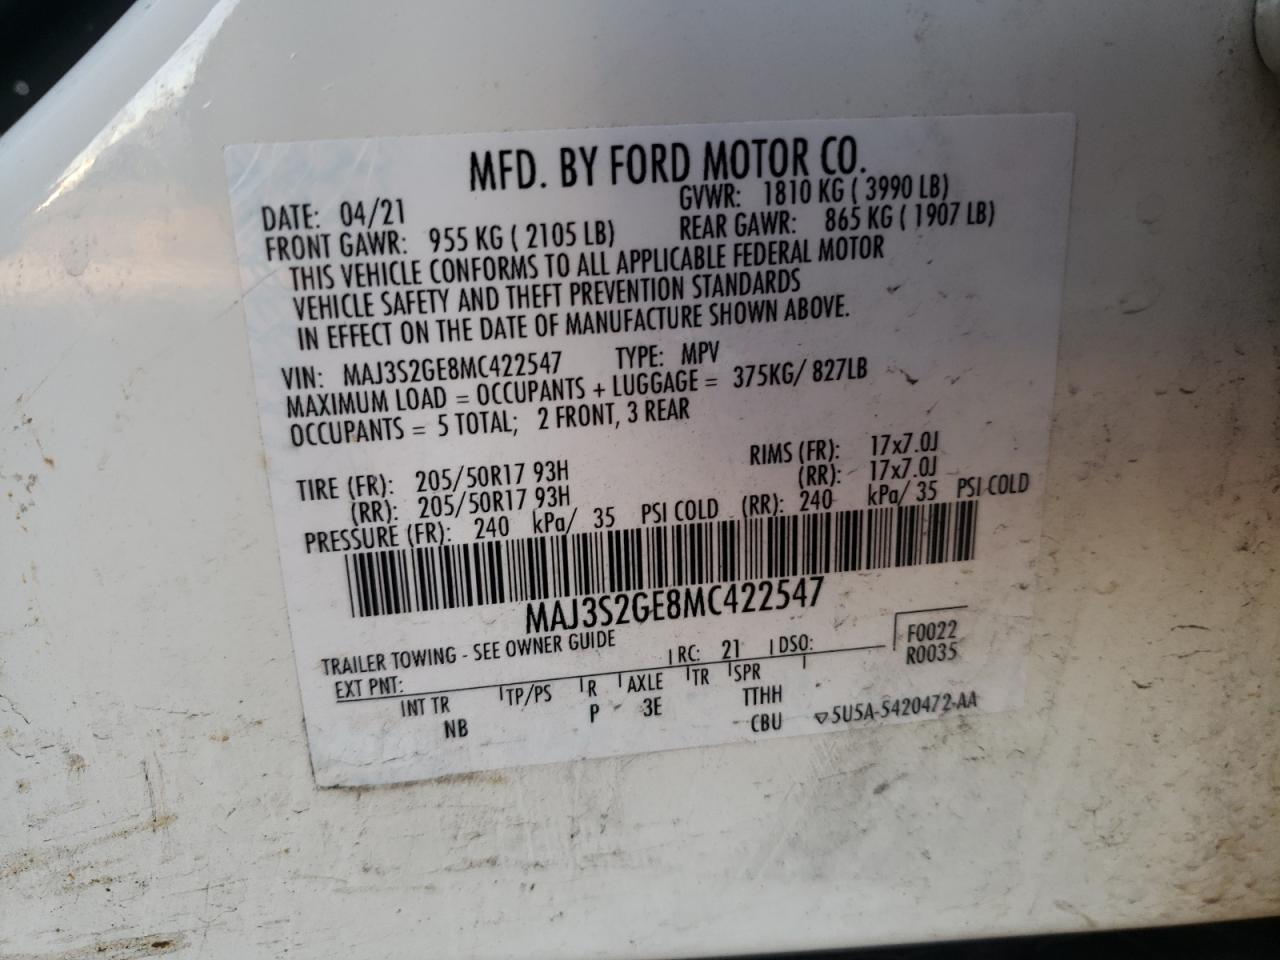 MFD. BY FORD MOTOR CO.
DATE: 04/21 GVWR: 1810 KG ( 3990 LB)
FRONT GAWR: 955 KG ( 2105 LB) REAR GAWR: 865 KG ( 1907 LB)
THIS VEHICLE CONFORMS TO ALL APPLICABLE FEDERAL MOTOR
VEHICLE SAFETY AND THEFT PREVENTION STANDARDS
IN EFFECT ON THE DATE OF MANUFACTURE SHOWN ABOVE.
VIN: MAJ3S2GE8MC422547 TYPE: MPV
MAXIMUM LOAD = OCCUPANTS + LUGGAGE = 375KG/ 827LB
OCCUPANTS = 5 TOTAL; 2 FRONT, 3 REAR
TIRE (FR): 205/50R17 93H RIMS (FR): 17x7.0J
(RR): 205/50R17 93H (RR): 17x7.0J
PRESSURE (FR): 240 kPa/ 35 PSI COLD (RR): 240 kPa/ 35 PSI COLD
MAJ3S2GE8MC422547
TRAILER TOWING - SEE OWNER GUIDE
EXT PNT: RC: 21 DSO: F0022
INT TR TP/PS R AXLE TR SPR R0035
NB P 3E TTHH
CBU 5U5A-5420472-AA